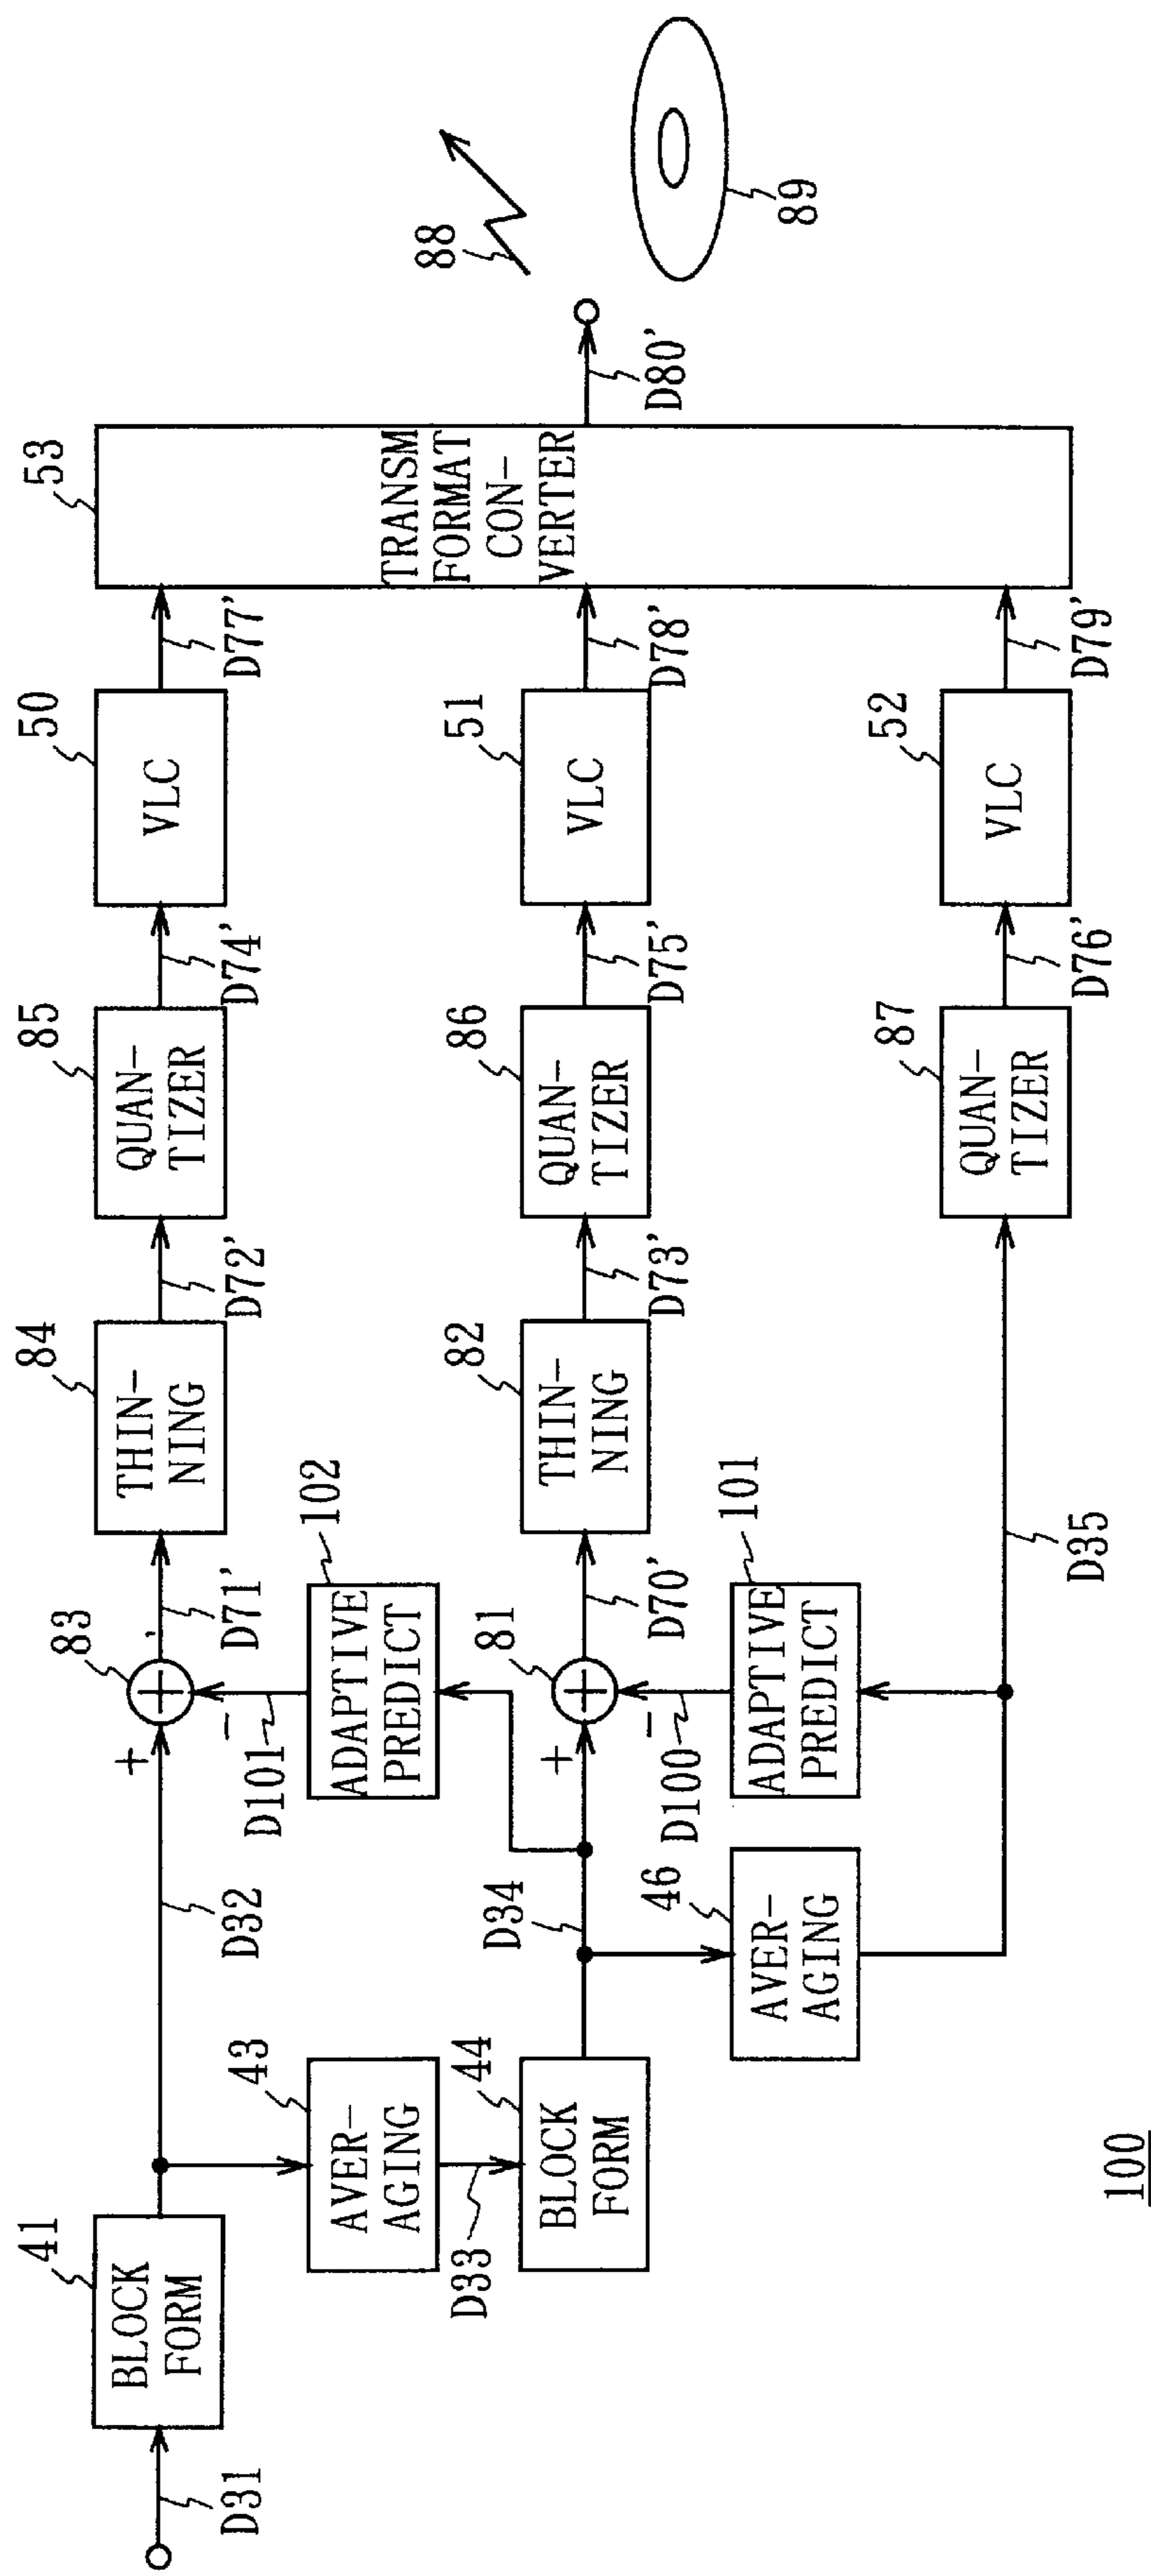 D31
41
BLOCK
FORM
D32
43
AVER-
AGING
D33
44
BLOCK
FORM
D34
46
AVER-
AGING
D35
+
−
83
D101
102
ADAPTIVE
PREDICT
D71'
+
−
81
D100
101
ADAPTIVE
PREDICT
D70'
84
THIN-
NING
D72'
85
QUAN-
TIZER
D74'
50
VLC
D77'
82
THIN-
NING
D73'
86
QUAN-
TIZER
D75'
51
VLC
D78'
87
QUAN-
TIZER
D76'
52
VLC
D79'
53
TRANSM
FORMAT
CON-
VERTER
D80'
88
89
100